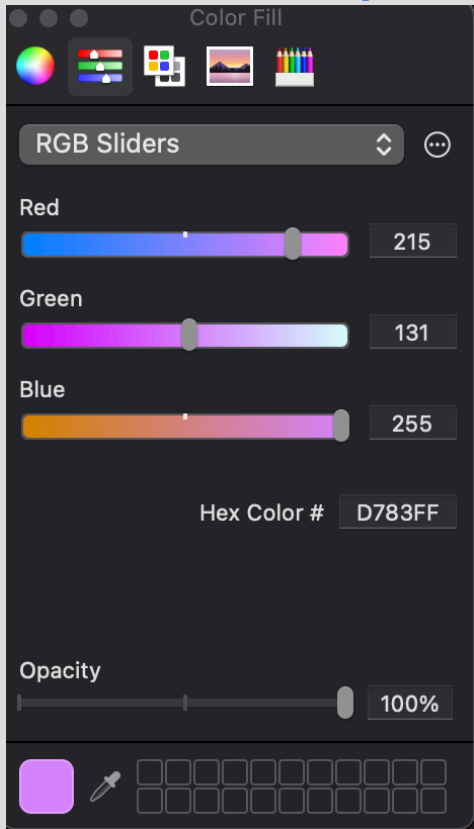 Color Fill
RGB Sliders
Red
215
Green
131
Blue
255
Hex Color # D783FF
Opacity
100%